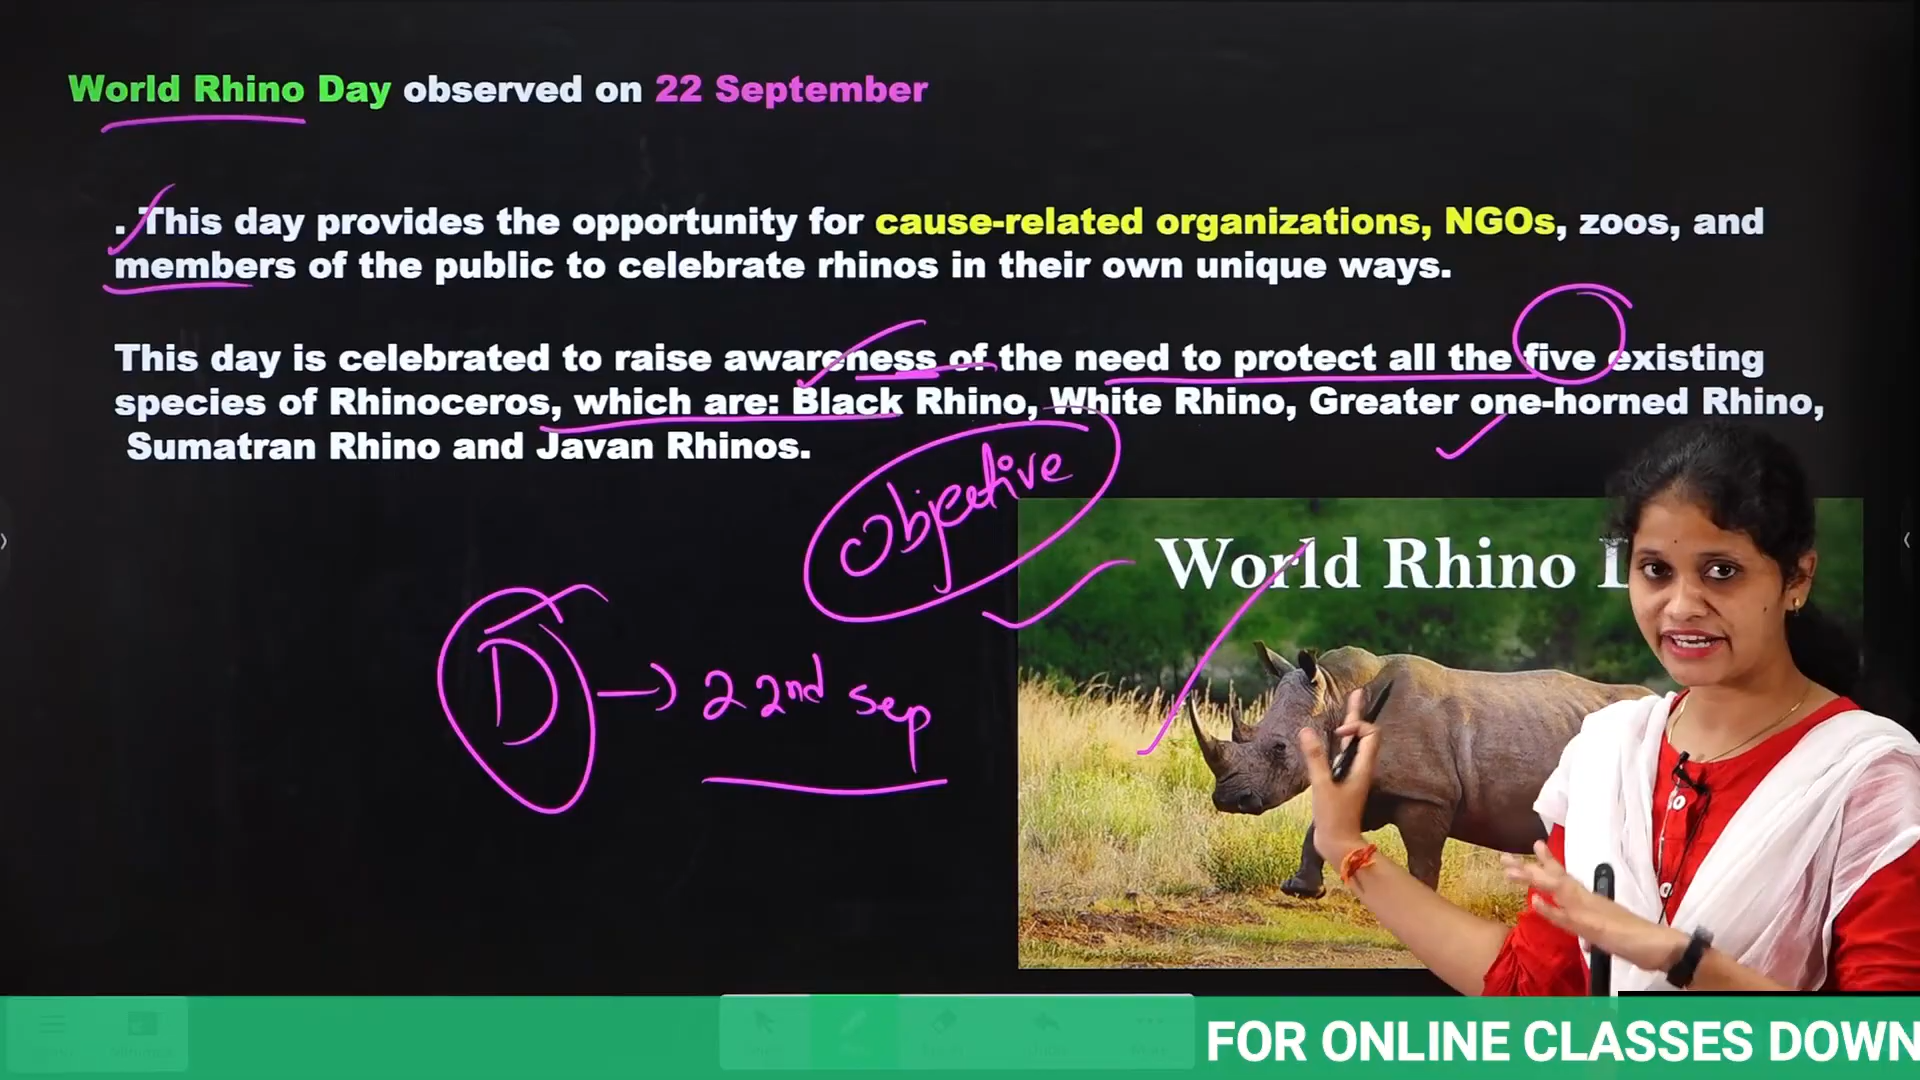 World Rhino Day observed on 22 September
. This day provides the opportunity for cause-related organizations, NGOs, zoos, and
members of the public to celebrate rhinos in their own unique ways.
This day is celebrated to raise awareness of the need to protect all the five existing
species of Rhinoceros, which are: Black Rhino, White Rhino, Greater one-horned Rhino,
Sumatran Rhino and Javan Rhinos.
Objective
World Rhino D
D → 22nd sep
FOR ONLINE CLASSES DOWN